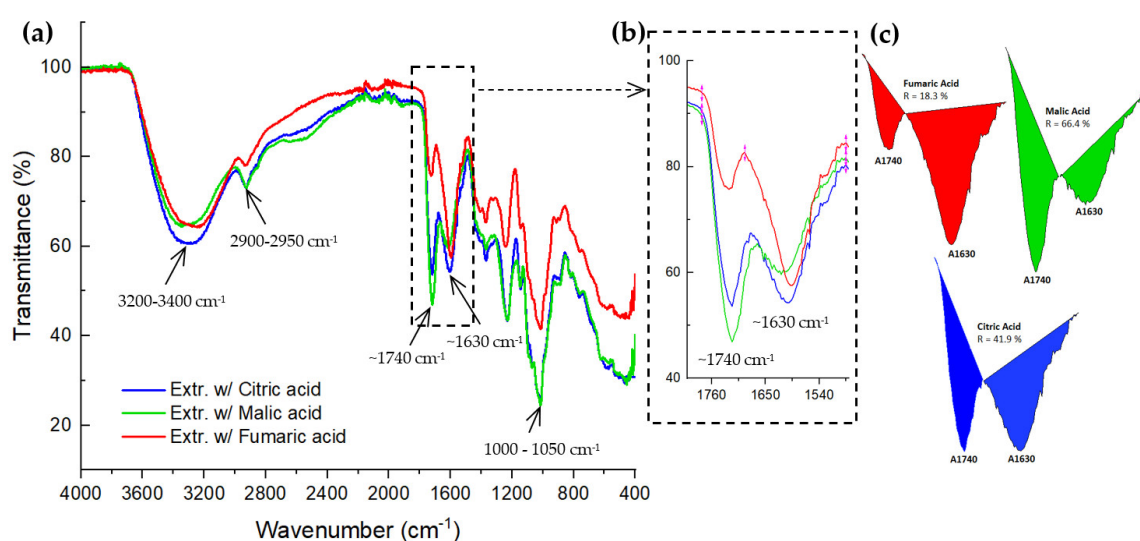 (a)
Transmittance (%)
100
80
60
40
20
4000 3600 3200 2800 2400 2000 1600 1200 800 400
Wavenumber (cm⁻¹)
3200-3400 cm⁻¹
2900-2950 cm⁻¹
~1740 cm⁻¹
~1630 cm⁻¹
1000 - 1050 cm⁻¹
Extr. w/ Citric acid
Extr. w/ Malic acid
Extr. w/ Fumaric acid
(b)
100
80
60
40
1760 1650 1540
~1740 cm⁻¹
~1630 cm⁻¹
(c)
Fumaric Acid
R = 18.3 %
A1740
A1630
Malic Acid
R = 66.4 %
A1740
A1630
Citric Acid
R = 41.9 %
A1740
A1630